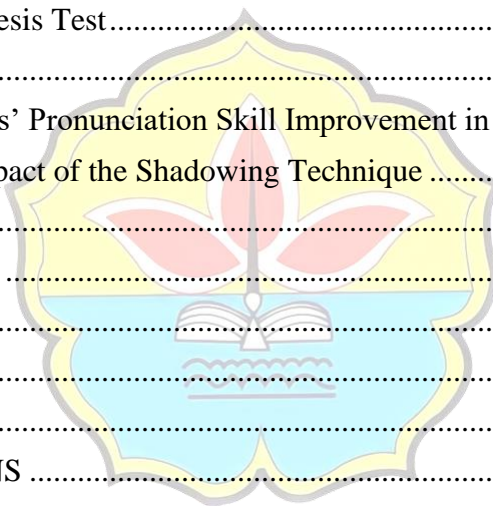 esis Test................................................
................................................................
s’ Pronunciation Skill Improvement in
pact of the Shadowing Technique ........
................................................................
................................................................
................................................................
................................................................
................................................................
NS ...........................................................